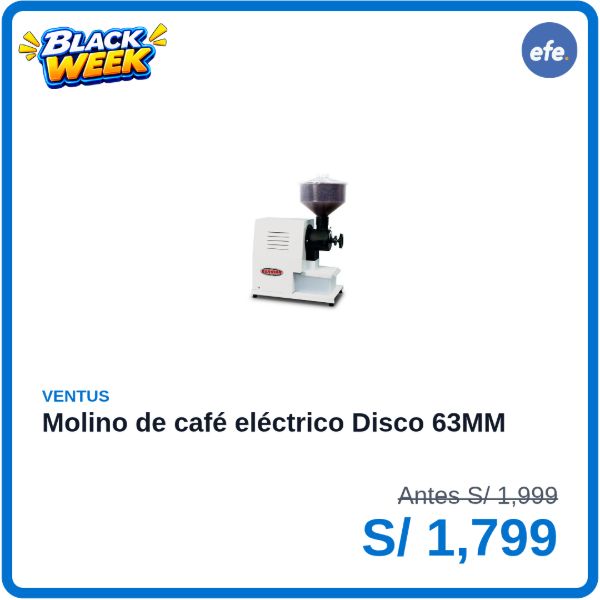 BLACK
WEEK
efe.
VENTUS
Molino de café eléctrico Disco 63MM
Antes S/ 1,999
S/ 1,799